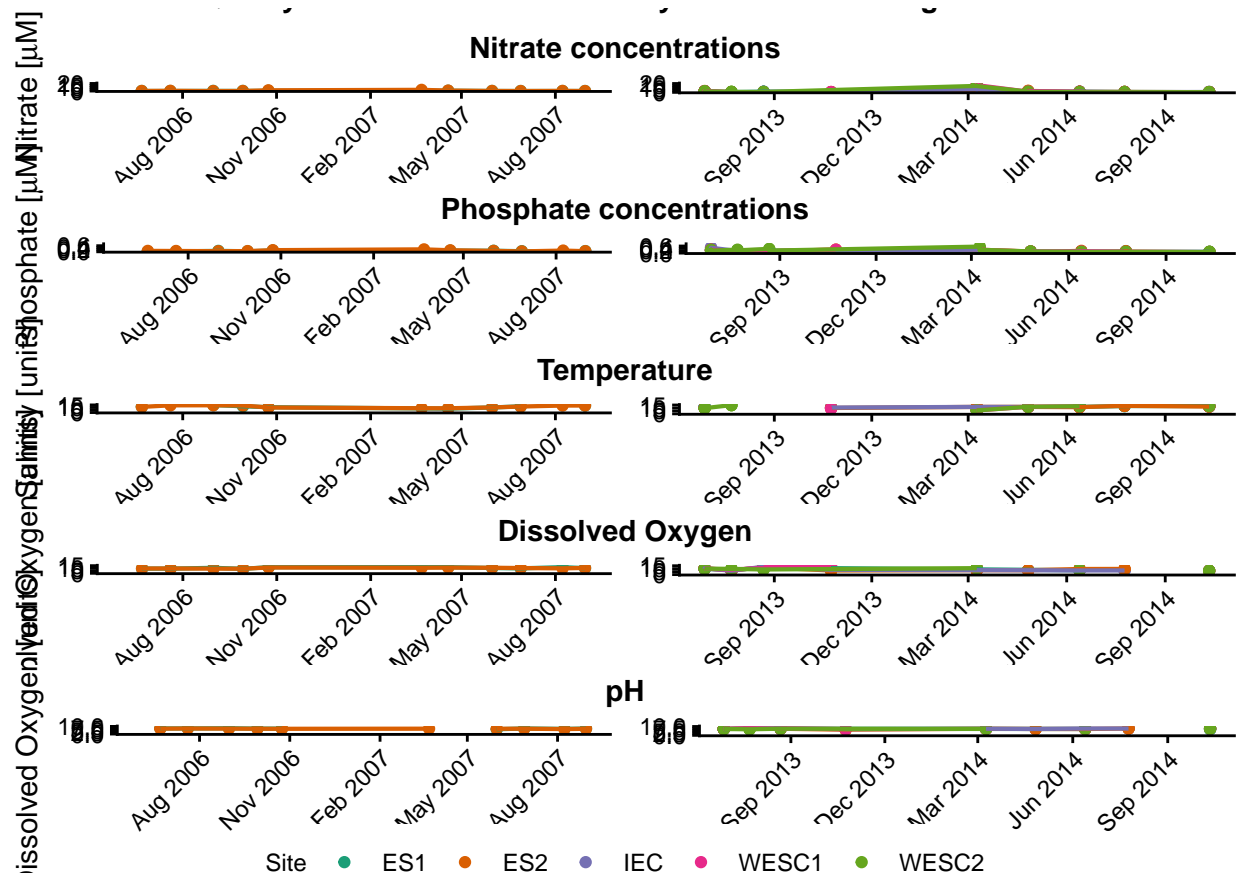 Nitrate concentrations
Nitrate [µM]
Aug 2006 Nov 2006 Feb 2007 May 2007 Aug 2007
Sep 2013 Dec 2013 Mar 2014 Jun 2014 Sep 2014
Phosphate concentrations
Phosphate [µM]
Aug 2006 Nov 2006 Feb 2007 May 2007 Aug 2007
Sep 2013 Dec 2013 Mar 2014 Jun 2014 Sep 2014
Temperature
Aug 2006 Nov 2006 Feb 2007 May 2007 Aug 2007
Sep 2013 Dec 2013 Mar 2014 Jun 2014 Sep 2014
Dissolved Oxygen
Aug 2006 Nov 2006 Feb 2007 May 2007 Aug 2007
Sep 2013 Dec 2013 Mar 2014 Jun 2014 Sep 2014
pH
Dissolved Oxygen
Aug 2006 Nov 2006 Feb 2007 May 2007 Aug 2007
Sep 2013 Dec 2013 Mar 2014 Jun 2014 Sep 2014
Site ES1 ES2 IEC WESC1 WESC2